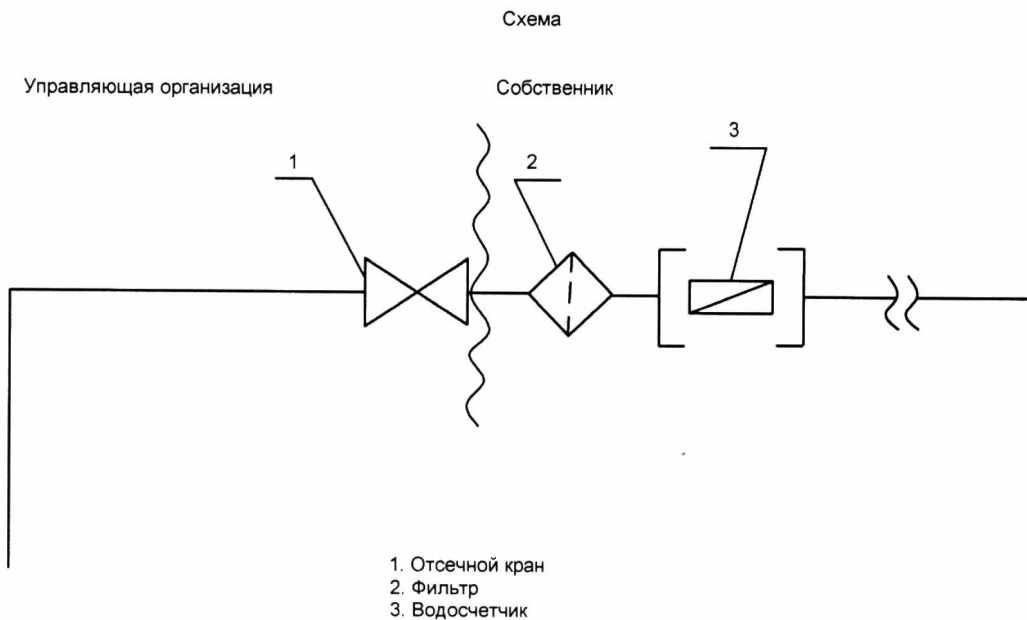 Схема
Управляющая организация
Собственник
1
2
3
1. Отсечной кран
2. Фильтр
3. Водосчетчик